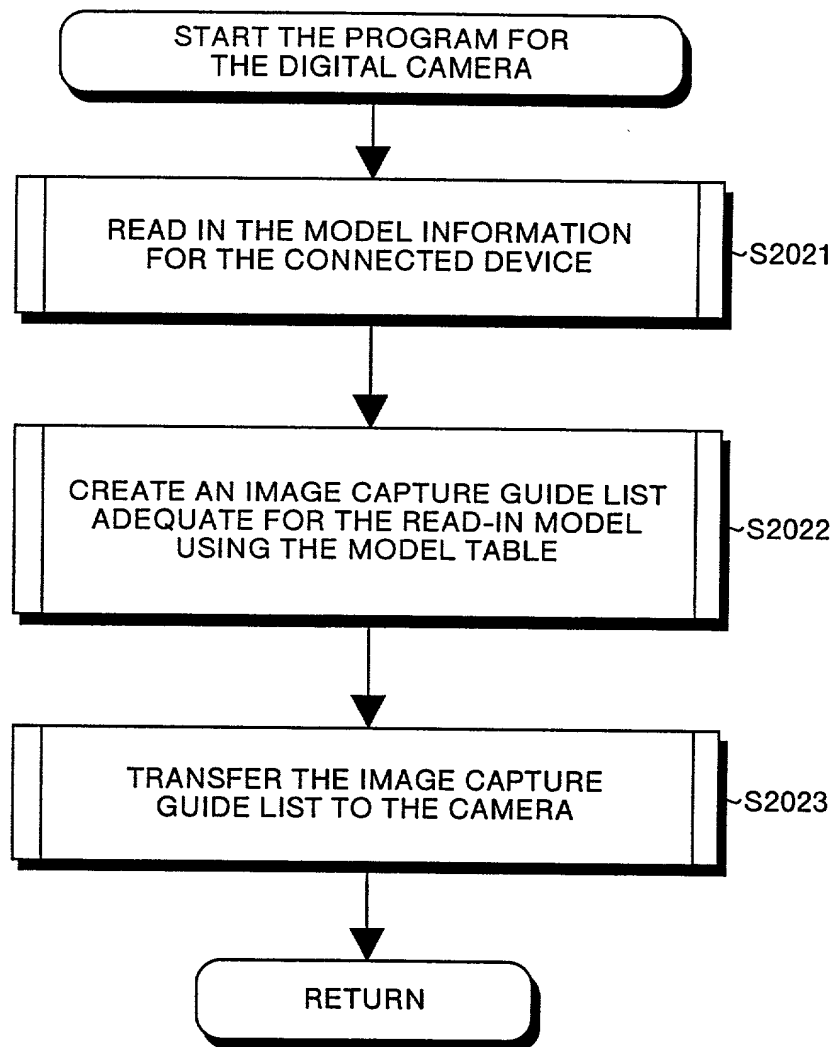 START THE PROGRAM FOR
THE DIGITAL CAMERA
READ IN THE MODEL INFORMATION
FOR THE CONNECTED DEVICE
S2021
CREATE AN IMAGE CAPTURE GUIDE LIST
ADEQUATE FOR THE READ-IN MODEL
USING THE MODEL TABLE
S2022
TRANSFER THE IMAGE CAPTURE
GUIDE LIST TO THE CAMERA
S2023
RETURN